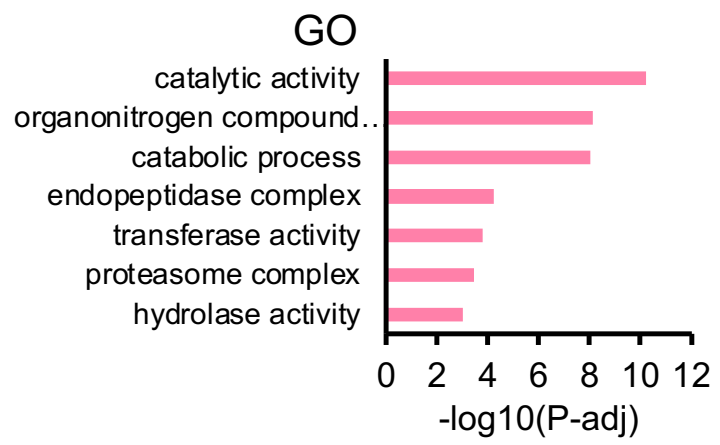 GO
catalytic activity
organonitrogen compound…
catabolic process
endopeptidase complex
transferase activity
proteasome complex
hydrolase activity
0 2 4 6 8 10 12
-log10(P-adj)